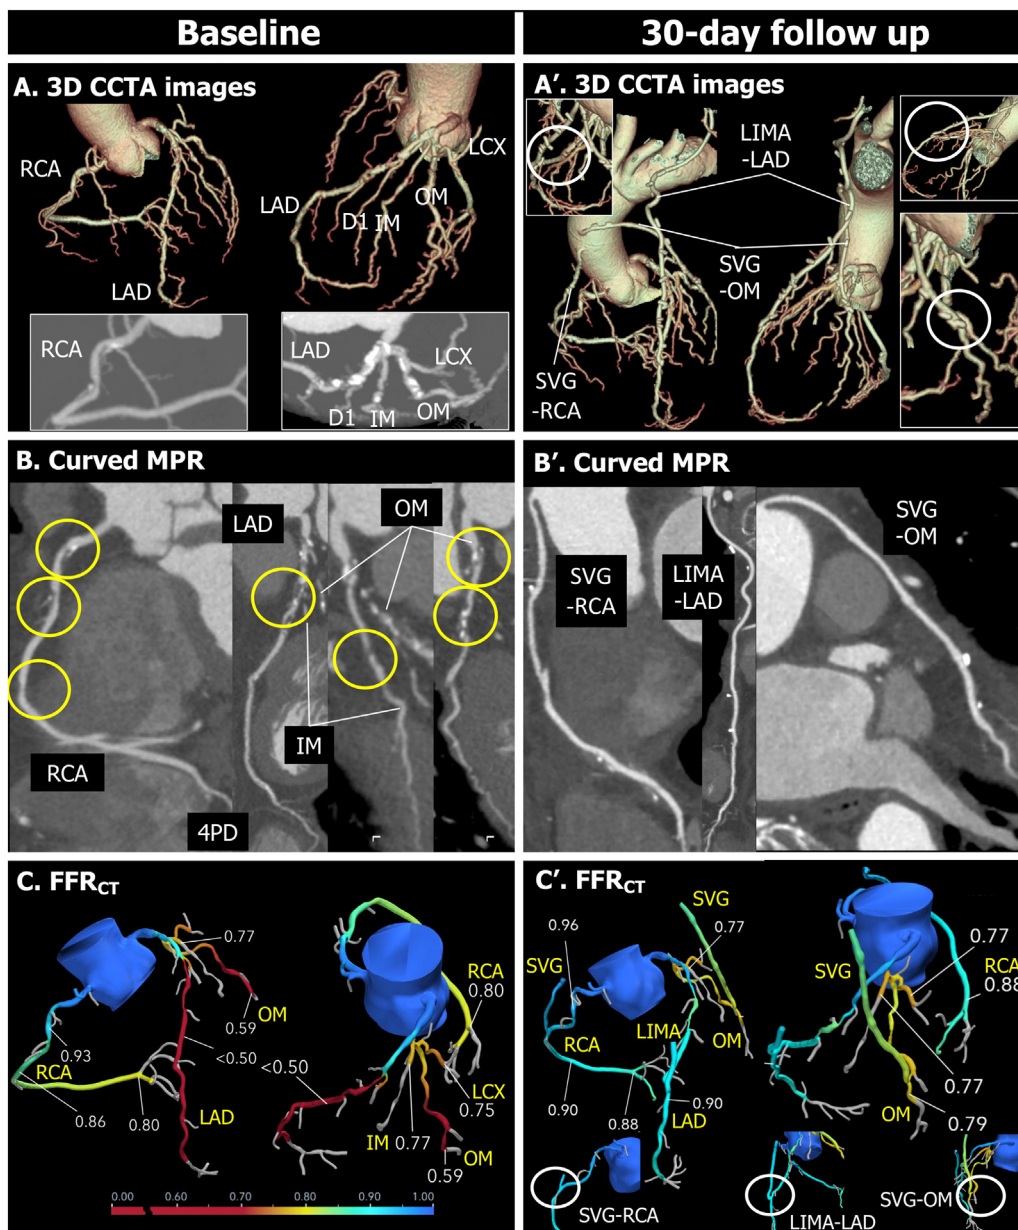 Baseline
30-day follow up
A. 3D CCTA images
RCA
LAD
LAD
D1
IM
OM
LCX
RCA
LAD
LCX
D1
IM
OM
A′. 3D CCTA images
LIMA
-LAD
SVG
-OM
SVG
-RCA
B. Curved MPR
LAD
OM
IM
RCA
4PD
B′. Curved MPR
SVG
-RCA
LIMA
-LAD
SVG
-OM
C. FFRCT
0.77
OM
0.59
0.93
RCA
<0.50
<0.50
0.86
0.80
LAD
RCA
0.80
LCX
0.75
IM
0.77
OM
0.59
0.00 0.60 0.70 0.80 0.90 1.00
C′. FFRCT
SVG
0.96
0.77
SVG
LIMA
OM
RCA
0.90
0.88
0.90
LAD
SVG
0.77
RCA
0.88
0.77
OM
0.79
SVG-RCA
LIMA-LAD
SVG-OM